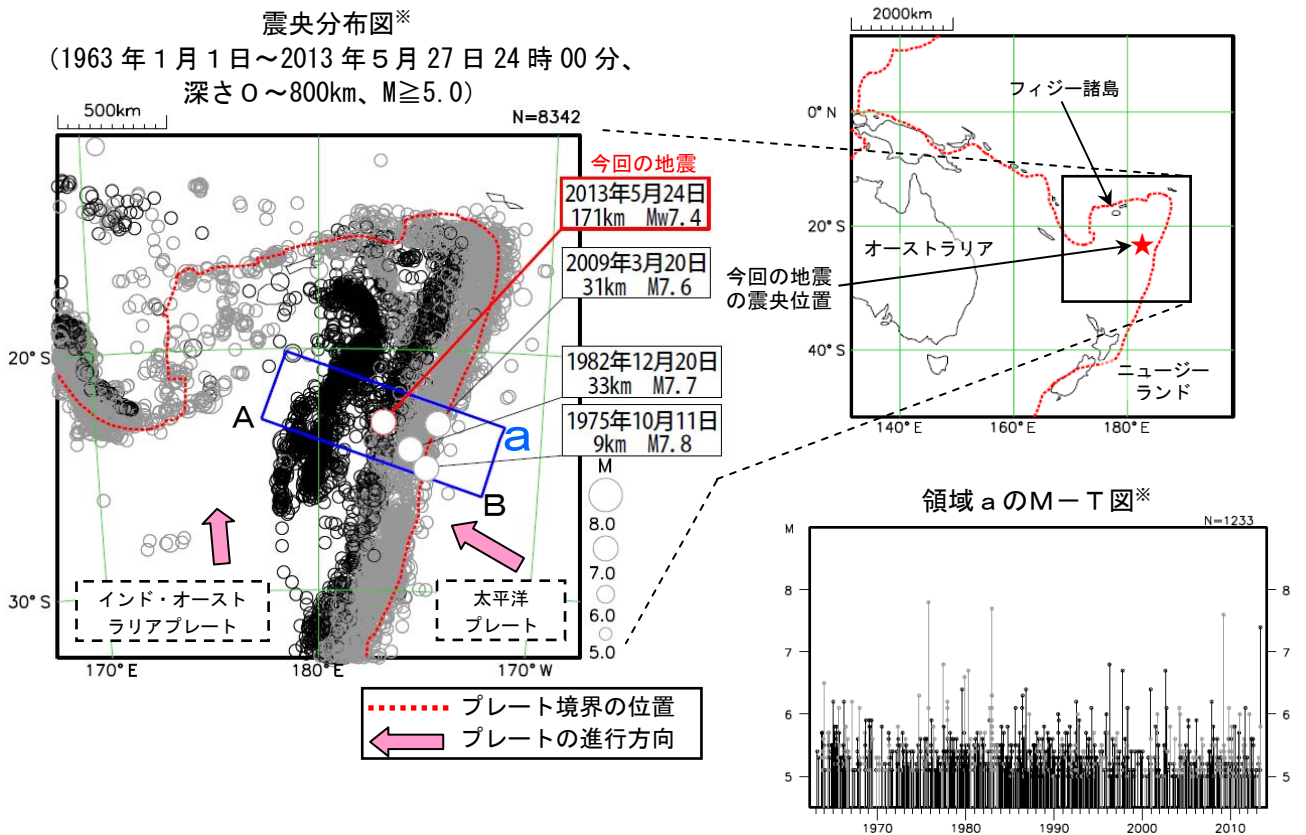 震央分布図※
(1963年1月1日～2013年5月27日24時00分、
深さ0～800km、M≧5.0)
500km
N=8342
今回の地震
2013年5月24日
171km Mw7.4
2009年3月20日
31km M7.6
1982年12月20日
33km M7.7
1975年10月11日
9km M7.8
20°S
30°S
A
a
B
M
8.0
7.0
6.0
5.0
インド・オースト
ラリアプレート
太平洋
プレート
170°E
180°E
170°W
プレート境界の位置
プレートの進行方向
2000km
フィジー諸島
0°N
20°S
40°S
オーストラリア
今回の地震
の震央位置
ニュージー
ランド
140°E
160°E
180°E
領域aのM－T図※
M
N=1233
8
7
6
5
8
7
6
5
1970
1980
1990
2000
2010